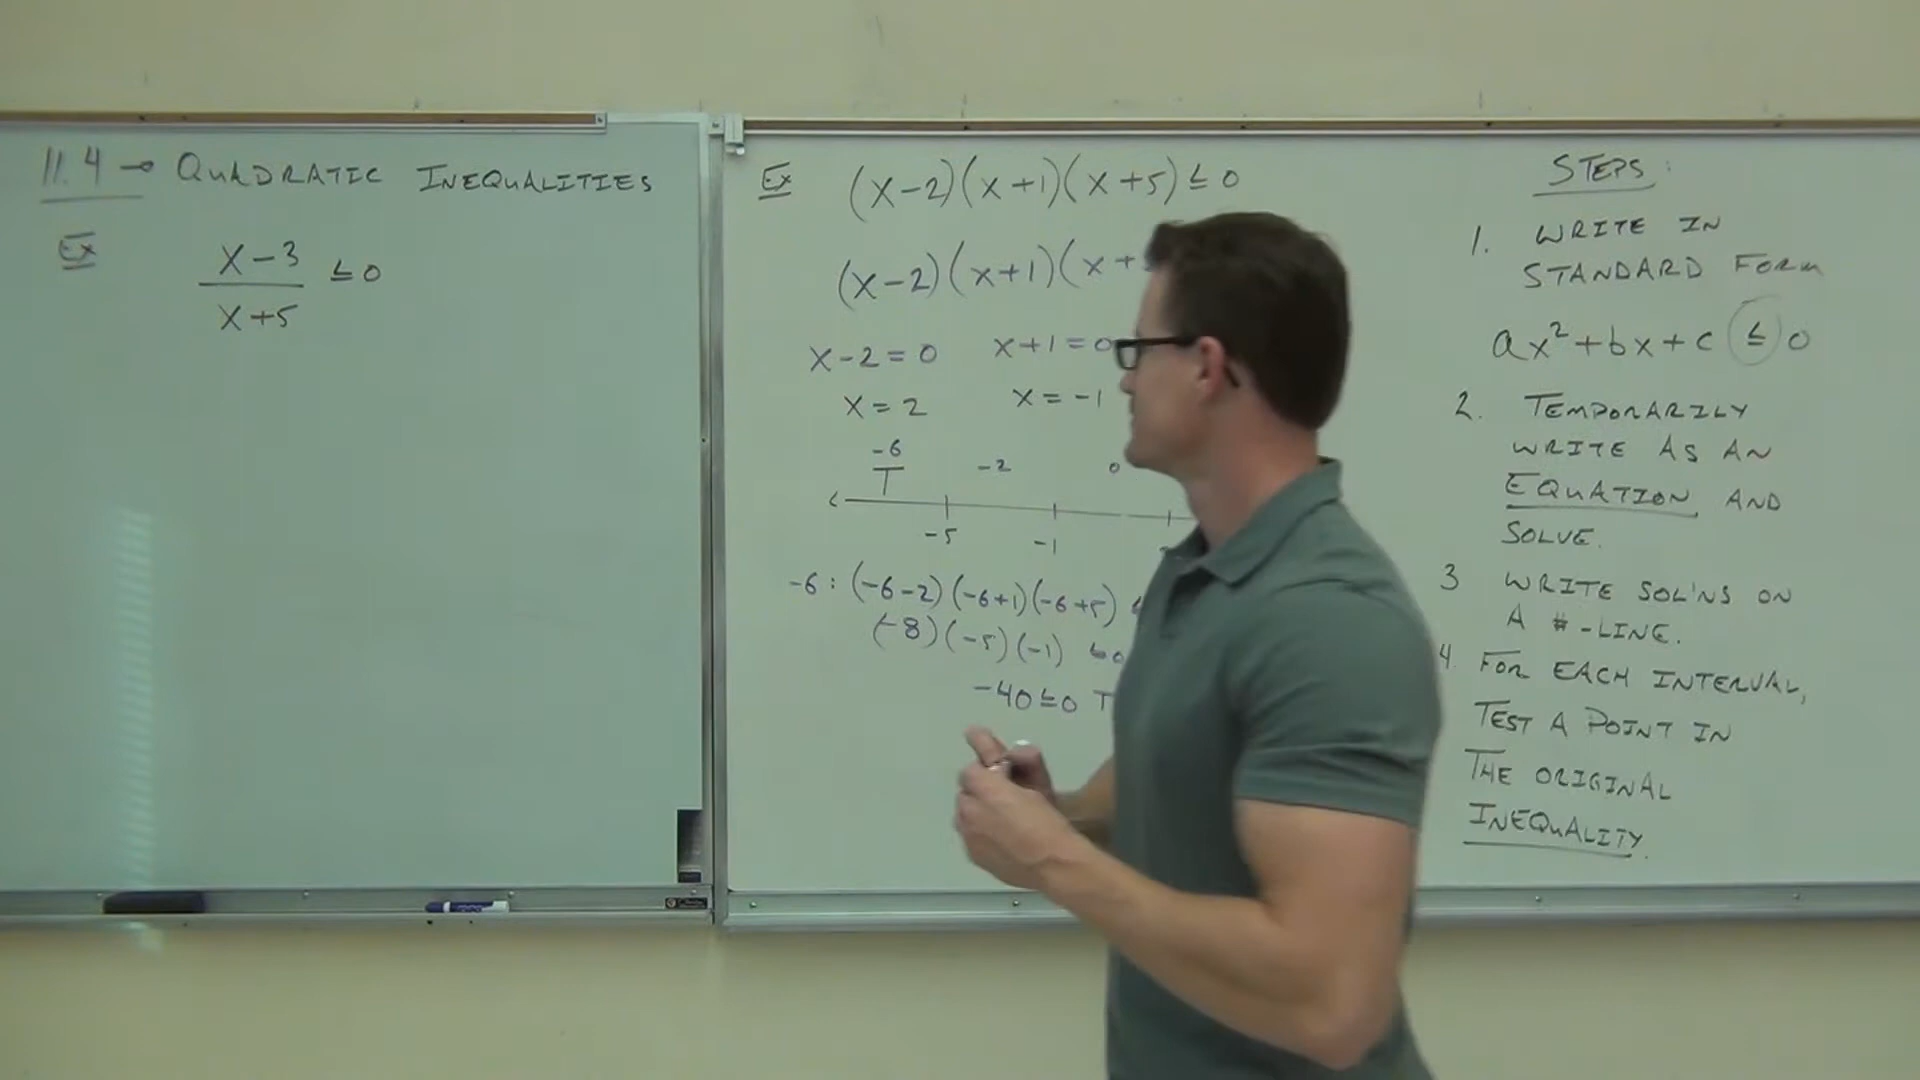 11.4 → QUADRATIC INEQUALITIES
Ex
x-3
x+5
≤0
Ex (x-2)(x+1)(x+5)≤0
(x-2)(x+1)(x+
x-2=0 x+1=0
x=2 x=-1
-6 -2 0
T
-5 -1
-6: (-6-2)(-6+1)(-6+5)
(-8)(-5)(-1) ≤0
-40≤0 T
STEPS:
1. WRITE IN
STANDARD FORM
ax²+bx+c ≤ 0
2. TEMPORARILY
WRITE AS AN
EQUATION AND
SOLVE.
3 WRITE SOL'NS ON
A #-LINE.
4. FOR EACH INTERVAL,
TEST A POINT IN
THE ORIGINAL
INEQUALITY.